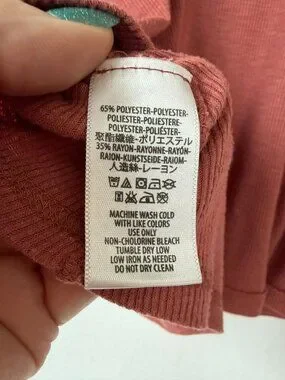 65% POLYESTER-POLYESTER-
POLIESTER-POLIESTERE-
POLYESTER-POLIÉSTER-
聚酯纖維-ポリエステル
35% RAYON-RAYONNE-RAYÓN-
RAION-KUNSTSEIDE-RAIOM-
人造絲-レーヨン
MACHINE WASH COLD
WITH LIKE COLORS
USE ONLY
NON-CHOLORINE BLEACH
TUMBLE DRY LOW
LOW IRON AS NEEDED
DO NOT DRY CLEAN